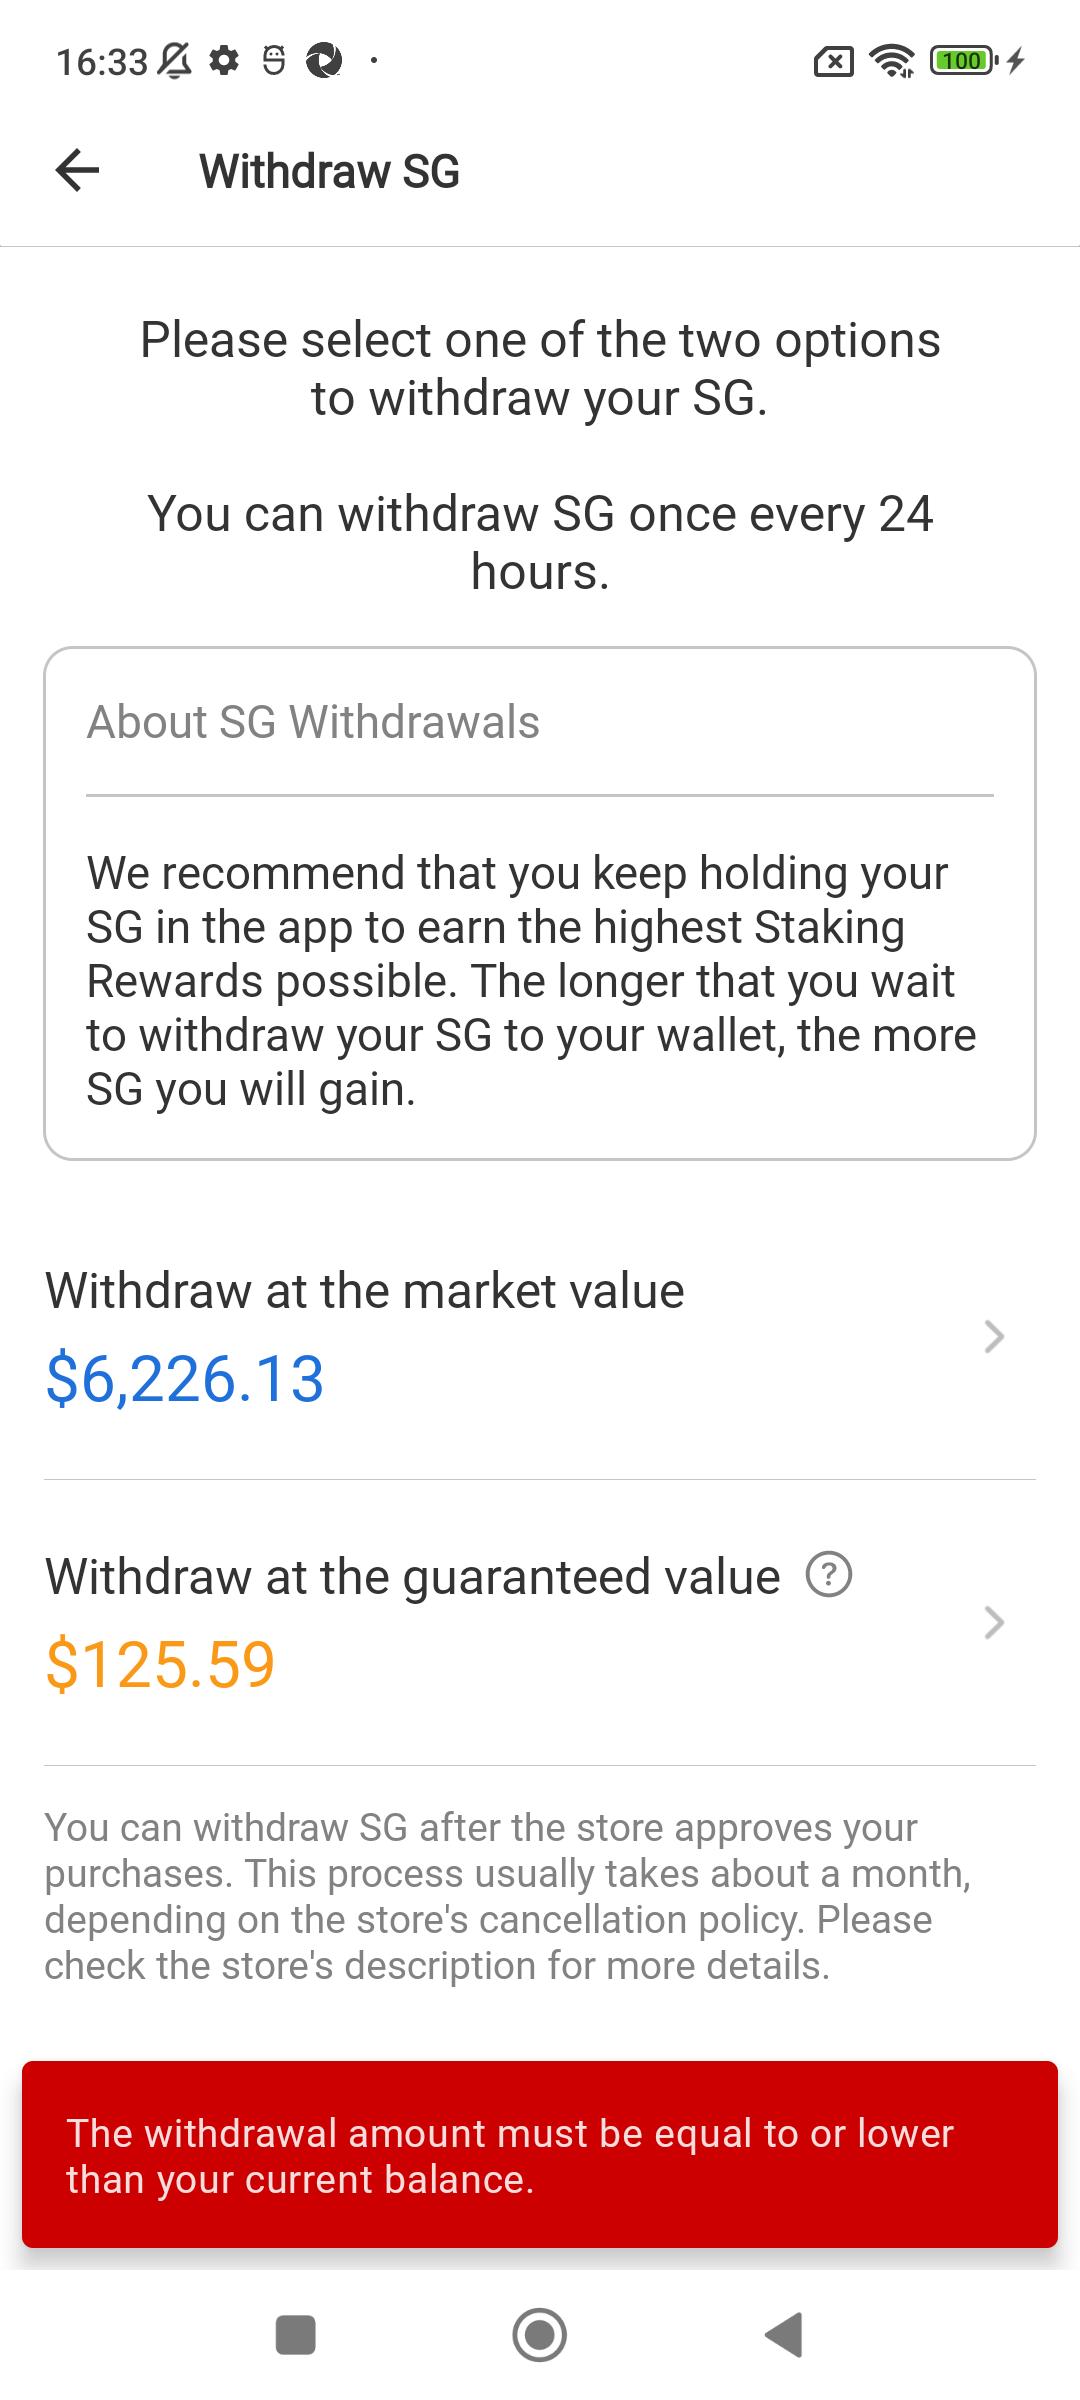 16:33
100
Withdraw SG
Please select one of the two options
to withdraw your SG.
You can withdraw SG once every 24
hours.
About SG Withdrawals
We recommend that you keep holding your
SG in the app to earn the highest Staking
Rewards possible. The longer that you wait
to withdraw your SG to your wallet, the more
SG you will gain.
Withdraw at the market value
$6,226.13
Withdraw at the guaranteed value ?
$125.59
You can withdraw SG after the store approves your
purchases. This process usually takes about a month,
depending on the store's cancellation policy. Please
check the store's description for more details.
The withdrawal amount must be equal to or lower
than your current balance.